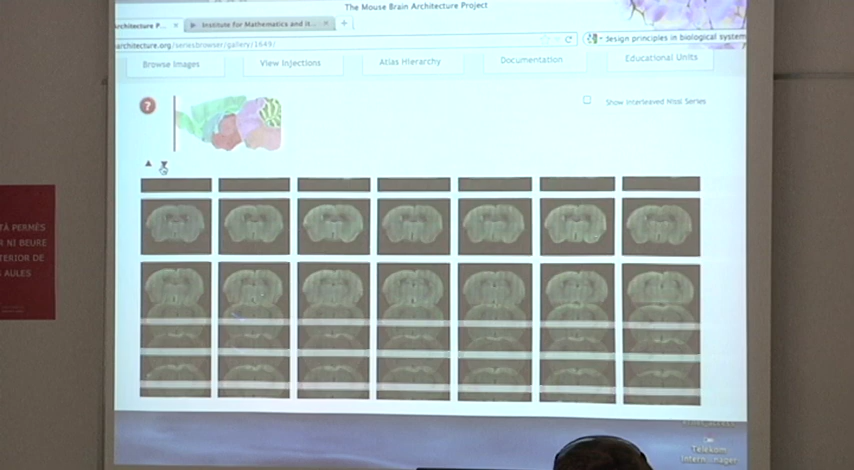 The Mouse Brain Architecture Project
Architecture P... ×
Institute for Mathematics and it... ×
+
architecture.org/seriesbrowser/gallery/1645/
design principles in biological system
Browse Images
View Injections
Atlas Hierarchy
Documentation
Educational Units
?
Show Interleaved Nissl Series
TÀ PERMÈS
R NI BEURE
TERIOR DE
S AULES
Telekom